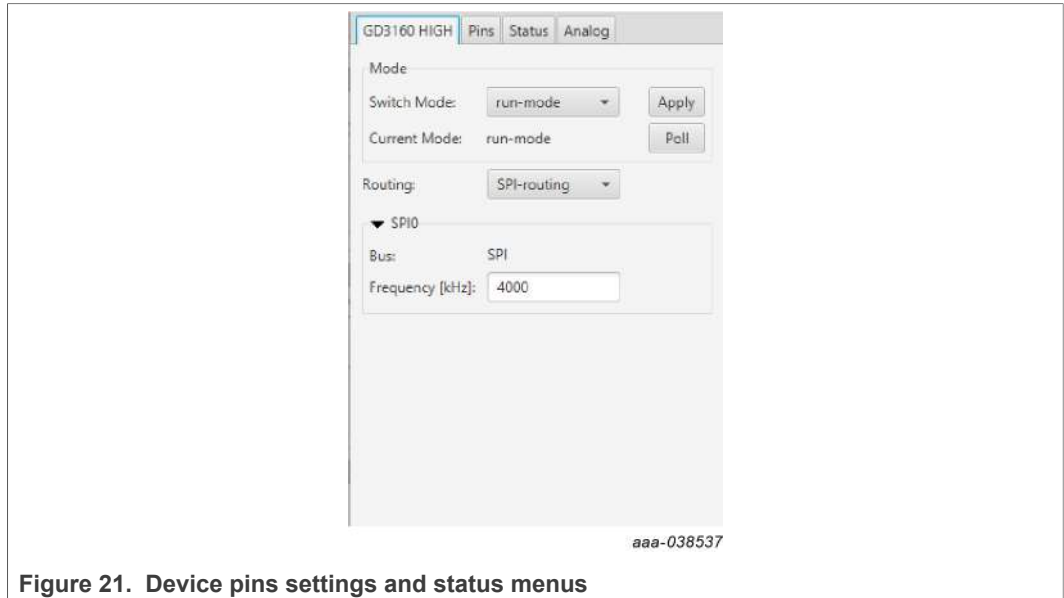 GD3160 HIGH Pins Status Analog
Mode
Switch Mode: run-mode Apply
Current Mode: run-mode Poll
Routing: SPI-routing
SPI0
Bus: SPI
Frequency [kHz]: 4000
aaa-038537
Figure 21. Device pins settings and status menus